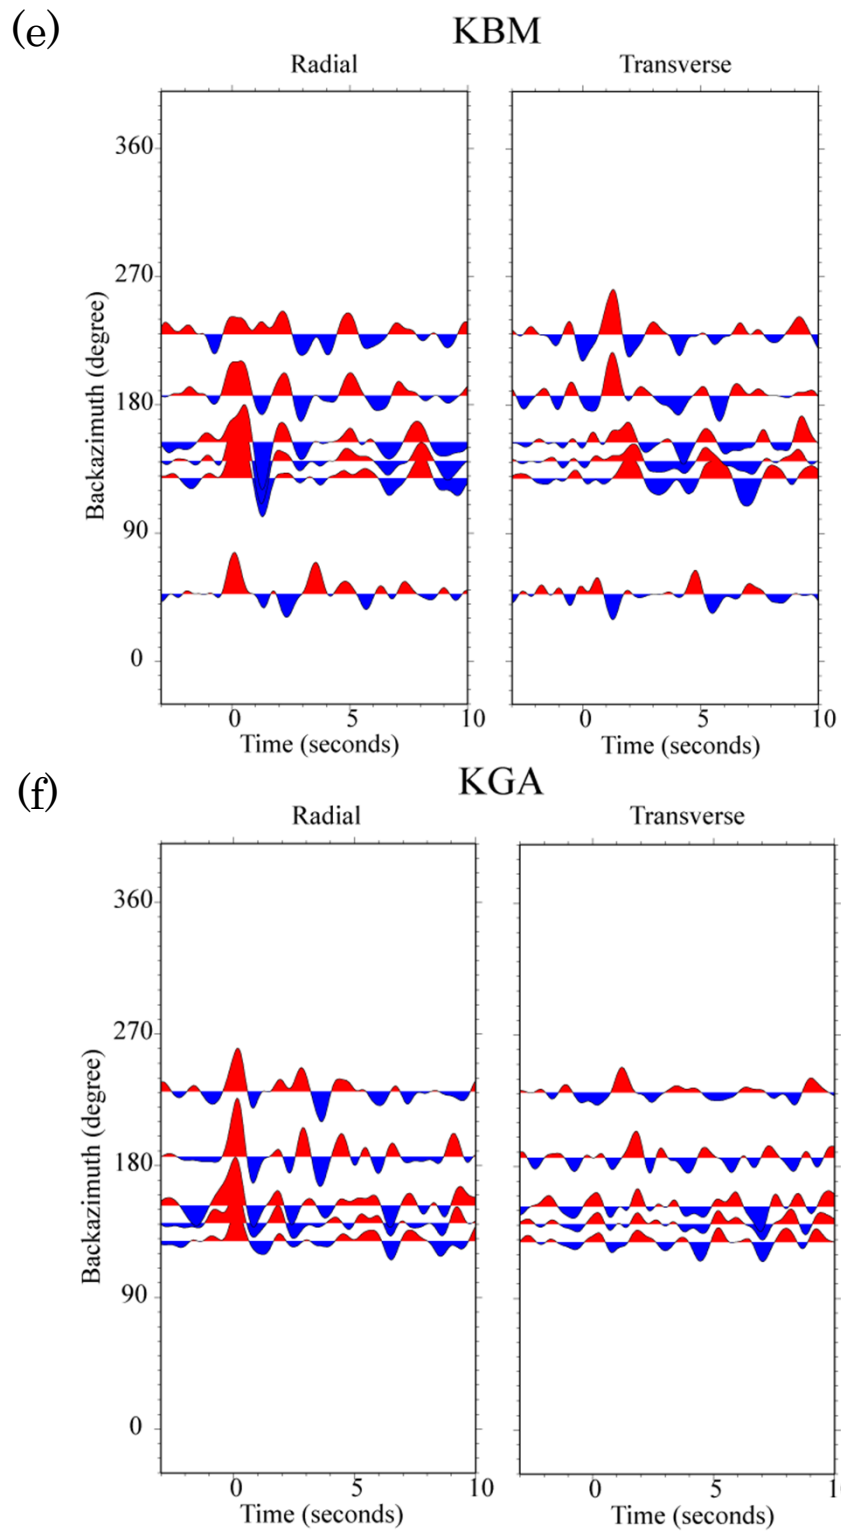 (e)
KBM
Radial Transverse
360
270
180
90
0
Backazimuth (degree)
0 5 10 0 5 10
Time (seconds) Time (seconds)
(f)
KGA
Radial Transverse
360
270
180
90
0
Backazimuth (degree)
0 5 10 0 5
Time (seconds) Time (seconds)